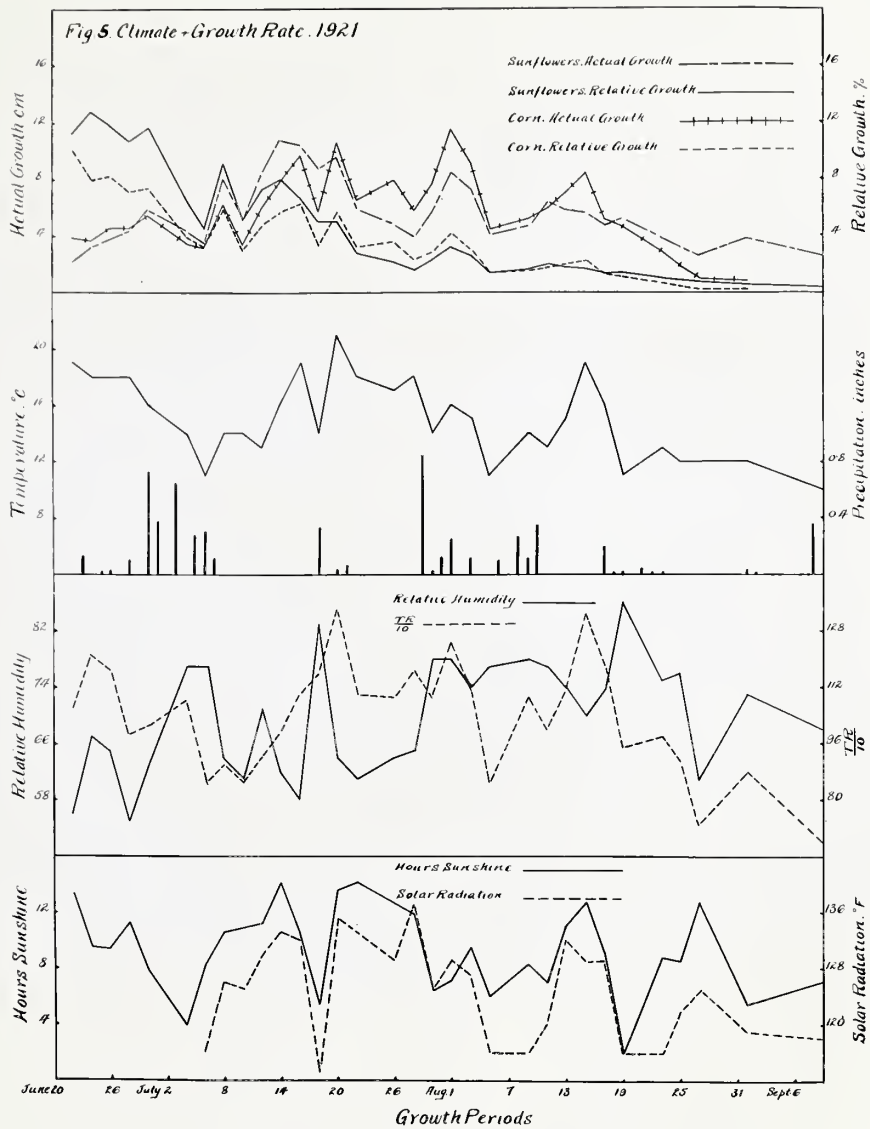 Fig 5. Climate + Growth Rate. 1921
Sunflowers. Actual Growth
Sunflowers. Relative Growth
Corn. Actual Growth
Corn. Relative Growth
Actual Growth cm
16
12
8
4
16
12
8
4
Relative Growth. %
Temperature. °C
20
16
12
8
0.8
0.4
Precipitation. inches
Relative Humidity
TR
10
Relative Humidity
82
74
66
58
128
112
96
80
TR
10
Hours Sunshine
Solar Radiation
Hours Sunshine
12
8
4
136
128
120
Solar Radiation. °F
June 20 26 July 2 8 14 20 26 Aug. 1 7 13 19 25 31 Sept. 6
Growth Periods